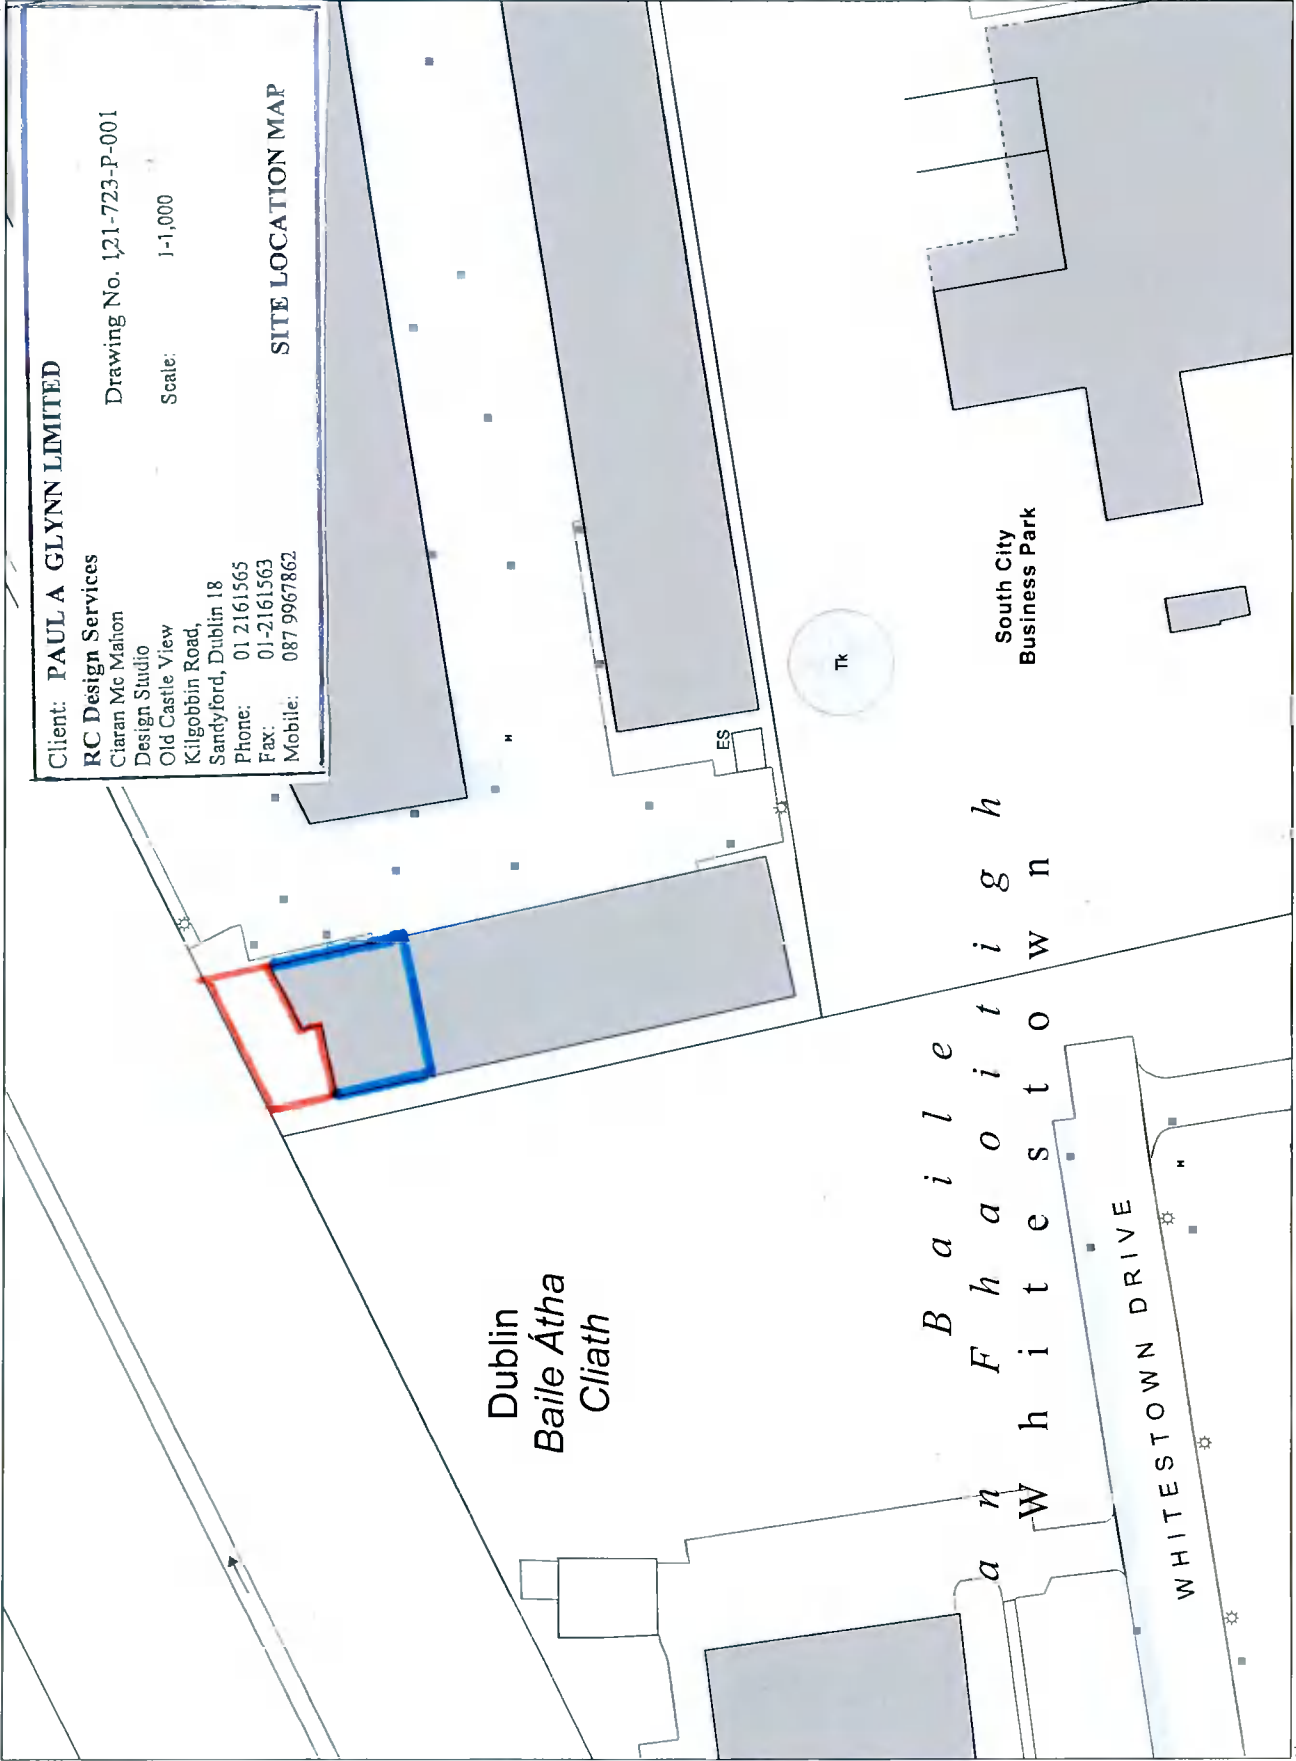 Client: PAUL A GLYNN LIMITED
RC Design Services
Ciaran Mc Mahon
Drawing No. 121-723-P-001
Design Studio
Old Castle View
Scale: 1-1,000
Kilgobbin Road,
Sandyford, Dublin 18
Phone: 01 2161565
Fax: 01-2161563
Mobile: 087 9967862
SITE LOCATION MAP
H
ES
Tk
South City
Business Park
Dublin
Baile Átha
Cliath
Baile
an Fhaoitigh
Whitestown
H
WHITESTOWN DRIVE